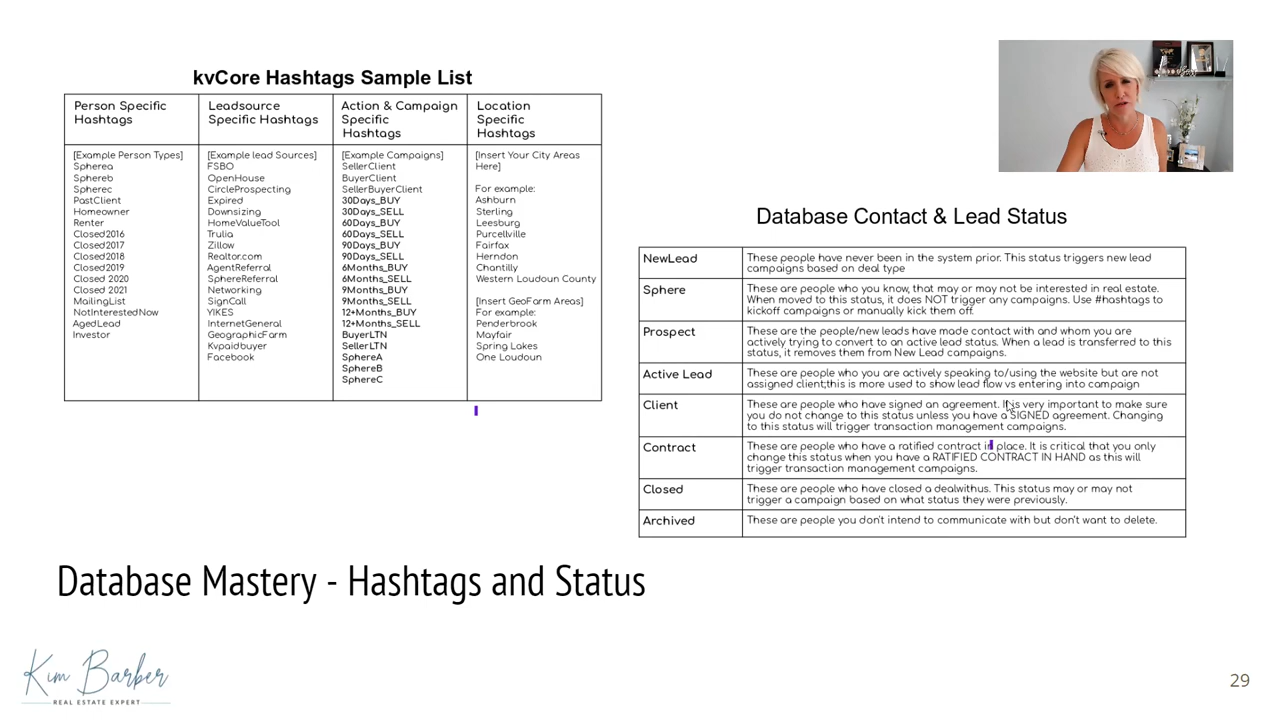 kvCore Hashtags Sample List
Person Specific
Hashtags
Leadsource
Specific Hashtags
Action & Campaign
Specific
Hashtags
Location
Specific
Hashtags
[Example Person Types]
Spherea
Sphereb
Spherec
PastClient
Homeowner
Renter
Closed2016
Closed2017
Closed2018
Closed2019
Closed 2020
Closed 2021
MailingList
NotInterestedNow
AgedLead
Investor
[Example lead Sources]
FSBO
OpenHouse
CircleProspecting
Expired
Downsizing
HomeValueTool
Trulia
Zillow
Realtor.com
AgentReferral
SphereReferral
Networking
SignCall
YIKES
InternetGeneral
GeographicFarm
Kvpaidbuyer
Facebook
[Example Campaigns]
SellerClient
BuyerClient
SellerBuyerClient
30Days_BUY
30Days_SELL
60Days_BUY
60Days_SELL
90Days_BUY
90Days_SELL
6Months_BUY
6Months_SELL
9Months_BUY
9Months_SELL
12+Months_BUY
12+Months_SELL
BuyerLTN
SellerLTN
SphereA
SphereB
SphereC
[Insert Your City Areas
Here]
For example:
Ashburn
Sterling
Leesburg
Purcellville
Fairfax
Herndon
Chantilly
Western Loudoun County
[Insert GeoFarm Areas]
For example:
Penderbrook
Mayfair
Spring Lakes
One Loudoun
Database Contact & Lead Status
NewLead
These people have never been in the system prior. This status triggers new lead
campaigns based on deal type
Sphere
These are people who you know, that may or may not be interested in real estate.
When moved to this status, it does NOT trigger any campaigns. Use #hashtags to
kickoff campaigns or manually kick them off.
Prospect
These are the people/new leads have made contact with and whom you are
actively trying to convert to an active lead status. When a lead is transferred to this
status, it removes them from New Lead campaigns.
Active Lead
These are people who you are actively speaking to/using the website but are not
assigned client;this is more used to show lead flow vs entering into campaign
Client
These are people who have signed an agreement. It is very important to make sure
you do not change to this status unless you have a SIGNED agreement. Changing
to this status will trigger transaction management campaigns.
Contract
These are people who have a ratified contract in place. It is critical that you only
change this status when you have a RATIFIED CONTRACT IN HAND as this will
trigger transaction management campaigns.
Closed
These are people who have closed a dealwithus. This status may or may not
trigger a campaign based on what status they were previously.
Archived
These are people you don't intend to communicate with but don't want to delete.
Database Mastery - Hashtags and Status
Kim Barber
REAL ESTATE EXPERT
29